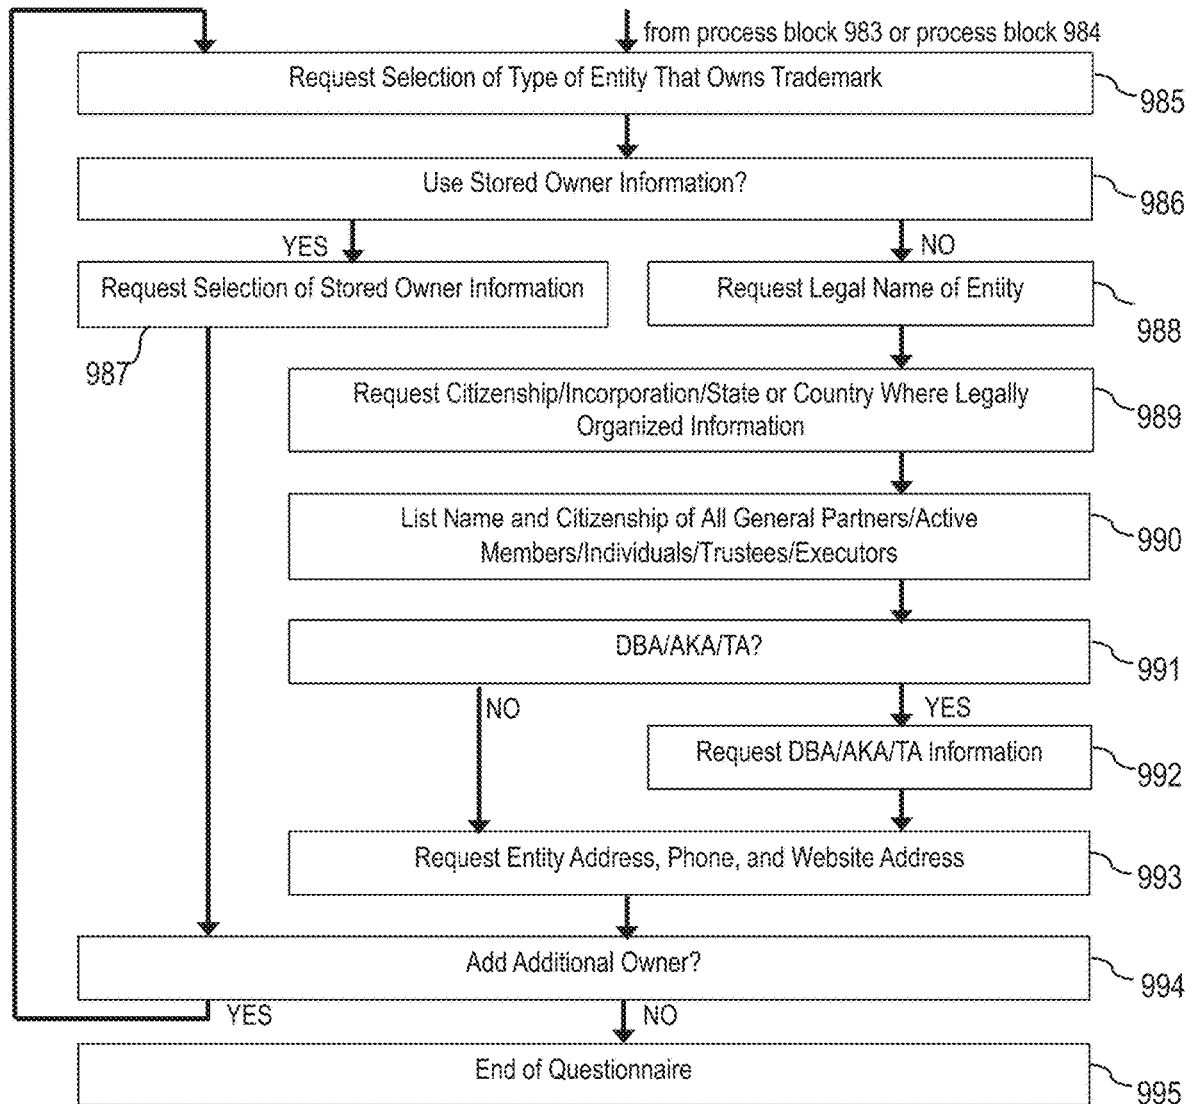 from process block 983 or process block 984
Request Selection of Type of Entity That Owns Trademark
985
Use Stored Owner Information?
986
YES
NO
Request Selection of Stored Owner Information
Request Legal Name of Entity
987
988
Request Citizenship/Incorporation/State or Country Where Legally
Organized Information
989
List Name and Citizenship of All General Partners/Active
Members/Individuals/Trustees/Executors
990
DBA/AKA/TA?
991
NO
YES
Request DBA/AKA/TA Information
992
Request Entity Address, Phone, and Website Address
993
Add Additional Owner?
994
YES
NO
End of Questionnaire
995